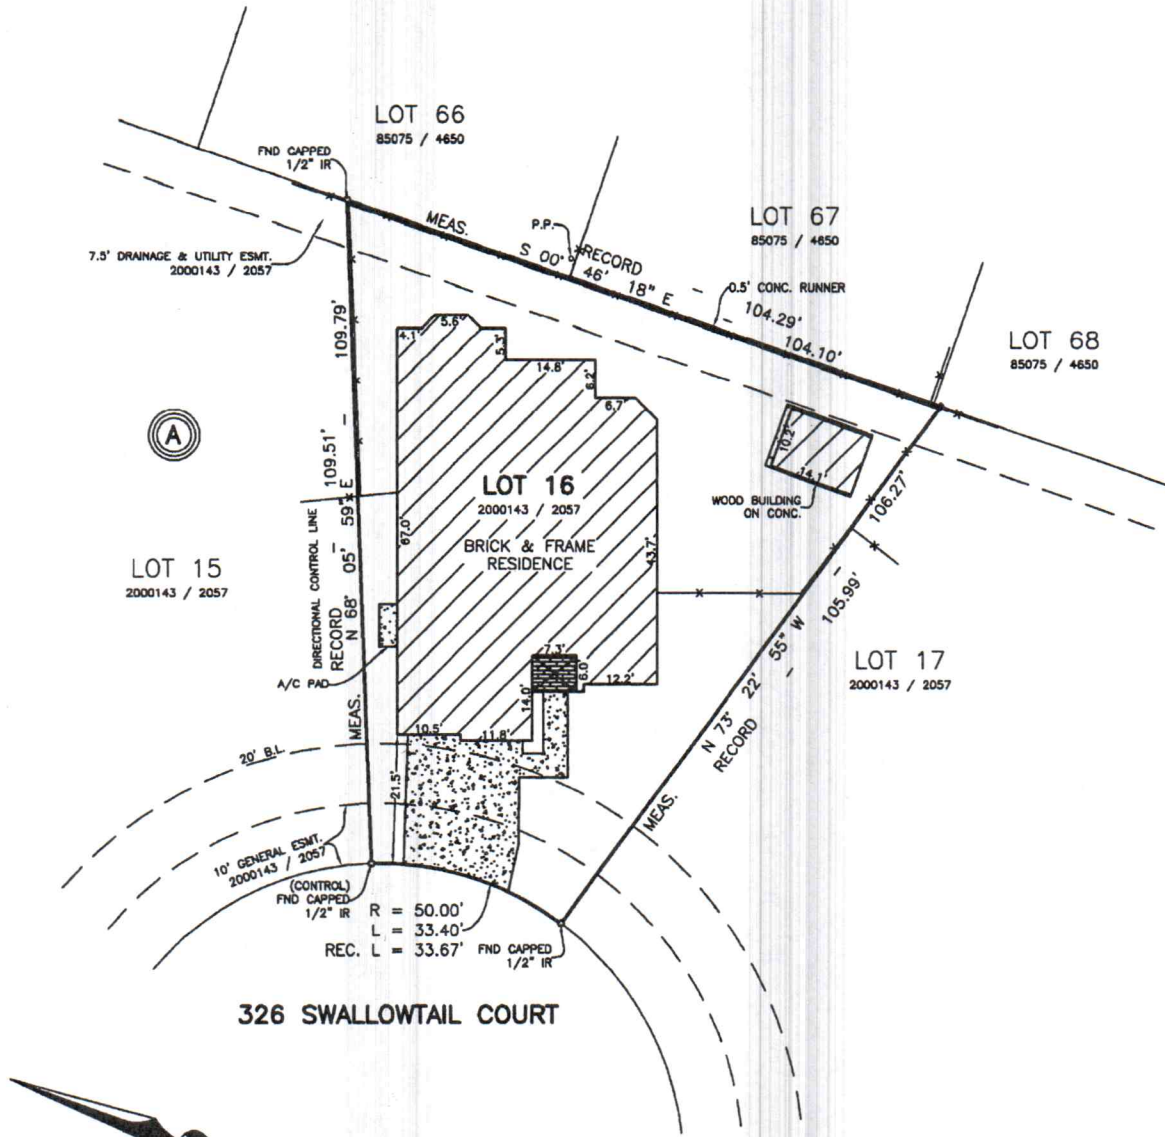 LOT 66
85075 / 4650
FND CAPPED
1/2" IR
LOT 67
85075 / 4650
P.P.
MEAS.
S 00° 46' 18" E
RECORD
104.29'
104.10'
0.5' CONC. RUNNER
7.5' DRAINAGE & UTILITY ESMT.
2000143 / 2057
LOT 68
85075 / 4650
109.79'
109.51'
4.1'
5.6'
5.3'
14.8'
6.2'
6.7'
A
10.2'
14.1'
WOOD BUILDING
ON CONC.
LOT 16
2000143 / 2057
BRICK & FRAME
RESIDENCE
67.0'
43.7'
106.27'
105.99'
LOT 15
2000143 / 2057
DIRECTIONAL CONTROL LINE
RECORD
N 68° 05' 59" E
MEAS.
A/C PAD
7.3'
6.0'
12.2'
14.0'
10.5'
11.8'
21.5'
N 73° 22' 55" W
RECORD
MEAS.
LOT 17
2000143 / 2057
20' B.L
10' GENERAL ESMT.
2000143 / 2057
(CONTROL)
FND CAPPED
1/2" IR
R = 50.00'
L = 33.40'
REC. L = 33.67'
FND CAPPED
1/2" IR
326 SWALLOWTAIL COURT